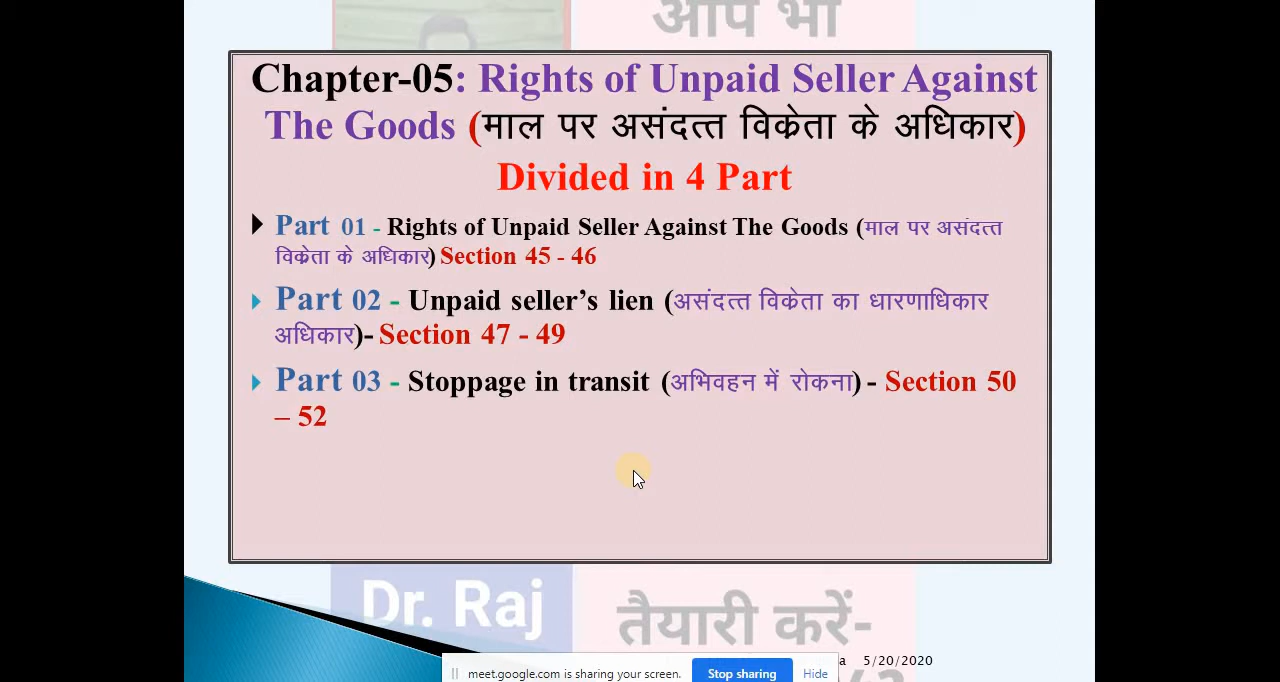 आप भी
Chapter-05: Rights of Unpaid Seller Against
The Goods (माल पर असंदत्त विक्रेता के अधिकार)
Divided in 4 Part
Part 01 - Rights of Unpaid Seller Against The Goods (माल पर असंदत्त
विक्रेता के अधिकार) Section 45 - 46
Part 02 - Unpaid seller’s lien (असंदत्त विक्रेता का धारणाधिकार
अधिकार)- Section 47 - 49
Part 03 - Stoppage in transit (अभिवहन में रोकना) - Section 50
– 52
Dr. Raj
तैयारी करें-
5/20/2020
meet.google.com is sharing your screen. Stop sharing Hide